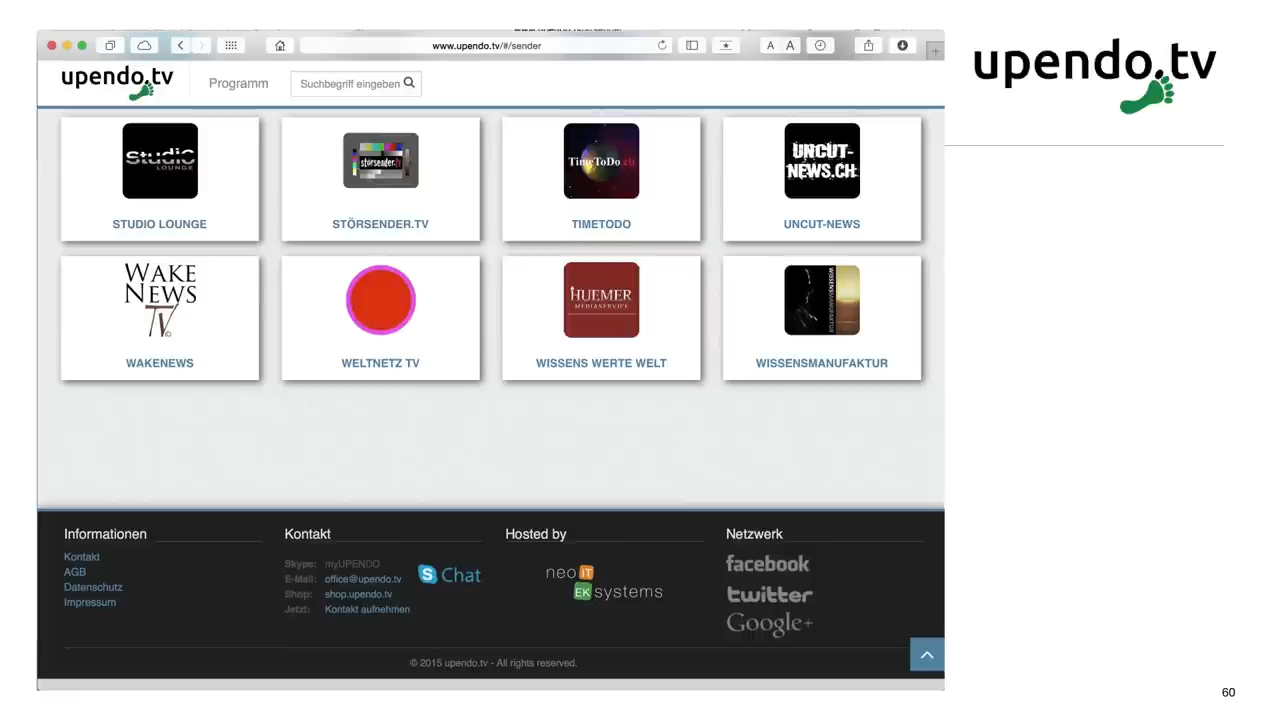 www.upendo.tv/#/sender
A A
upendo.tv
Programm
Suchbegriff eingeben
upendo.tv
Studio
LOUNGE
störsender.tv
TimeToDo.ch
UNCUT-
NEWS.CH
STUDIO LOUNGE
STÖRSENDER.TV
TIMETODO
UNCUT-NEWS
WAKE
NEWS
TV©
HUEMER
MEDIASERVICE
WISSENSMANUFAKTUR
WAKENEWS
WELTNETZ TV
WISSENS WERTE WELT
WISSENSMANUFAKTUR
Informationen
Kontakt
AGB
Datenschutz
Impressum
Kontakt
Skype: myUPENDO
E-Mail: office@upendo.tv
Shop: shop.upendo.tv
Jetzt: Kontakt aufnehmen
S Chat
Hosted by
neo IT
EK systems
Netzwerk
facebook
twitter
Google+
© 2015 upendo.tv - All rights reserved.
60